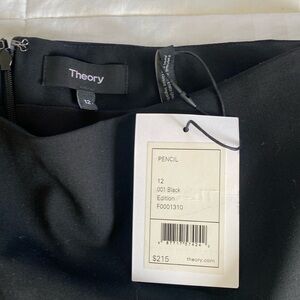 Theory
12
PENCIL
12
001 Black
Edition
F0001310
$215
theory.com